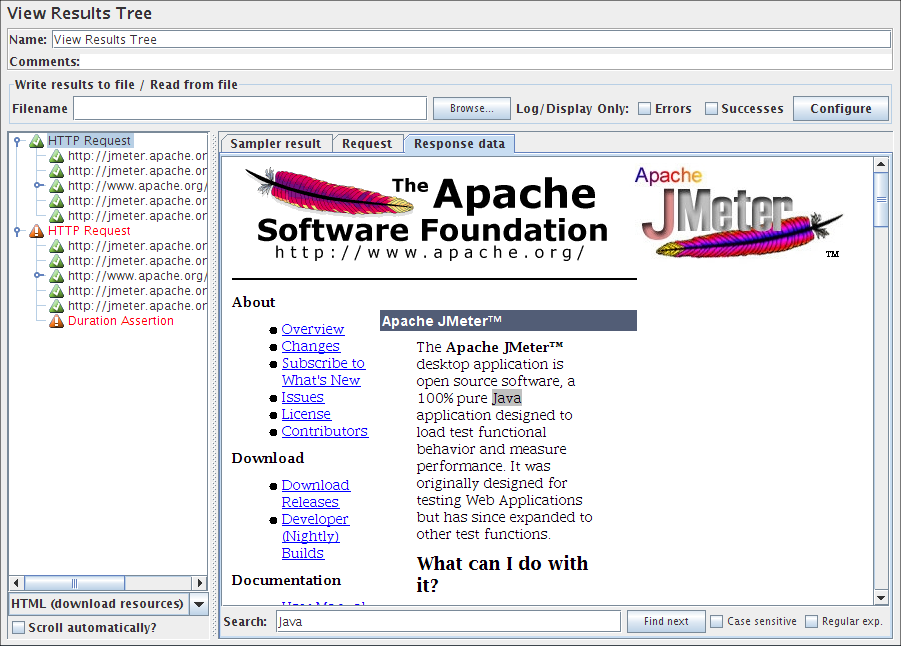 View Results Tree
Name: View Results Tree
Comments:
Write results to file / Read from file
Filename Browse... Log/Display Only: Errors Successes Configure
HTTP Request
http://jmeter.apache.or
http://jmeter.apache.or
http://www.apache.org/
http://jmeter.apache.or
http://jmeter.apache.or
HTTP Request
http://jmeter.apache.or
http://jmeter.apache.or
http://www.apache.org/
http://jmeter.apache.or
http://jmeter.apache.or
Duration Assertion
HTML (download resources)
Scroll automatically?
Sampler result Request Response data
The Apache
Software Foundation
http://www.apache.org/
Apache
JMeter
TM
About
Overview
Changes
Subscribe to
What's New
Issues
License
Contributors
Download
Download
Releases
Developer
(Nightly)
Builds
Documentation
Apache JMeter™
The Apache JMeter™
desktop application is
open source software, a
100% pure Java
application designed to
load test functional
behavior and measure
performance. It was
originally designed for
testing Web Applications
but has since expanded to
other test functions.
What can I do with
it?
Search: Java Find next Case sensitive Regular exp.